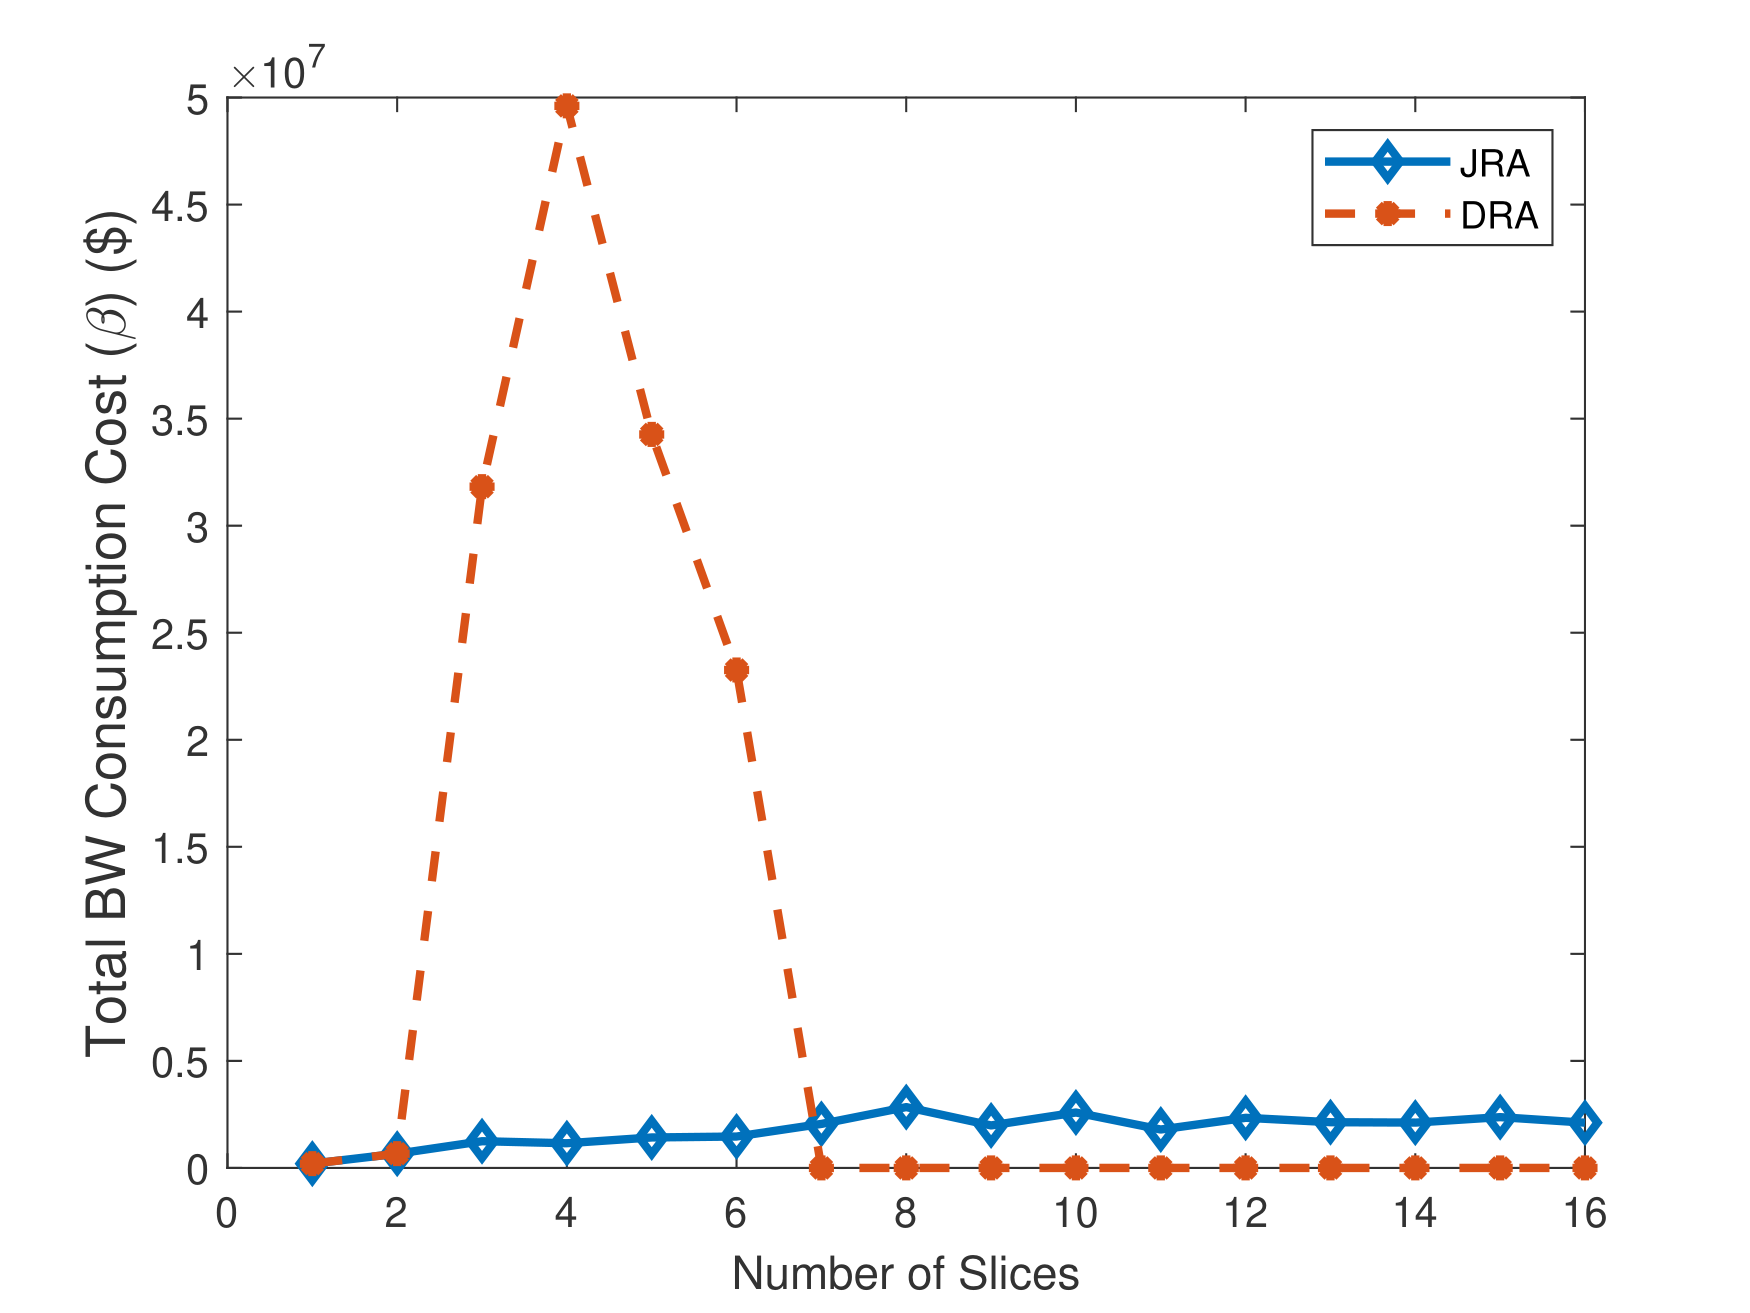 ×10^7
5
4.5
4
3.5
3
2.5
2
1.5
1
0.5
0
Total BW Consumption Cost (β) ($)
JRA
DRA
0 2 4 6 8 10 12 14 16
Number of Slices